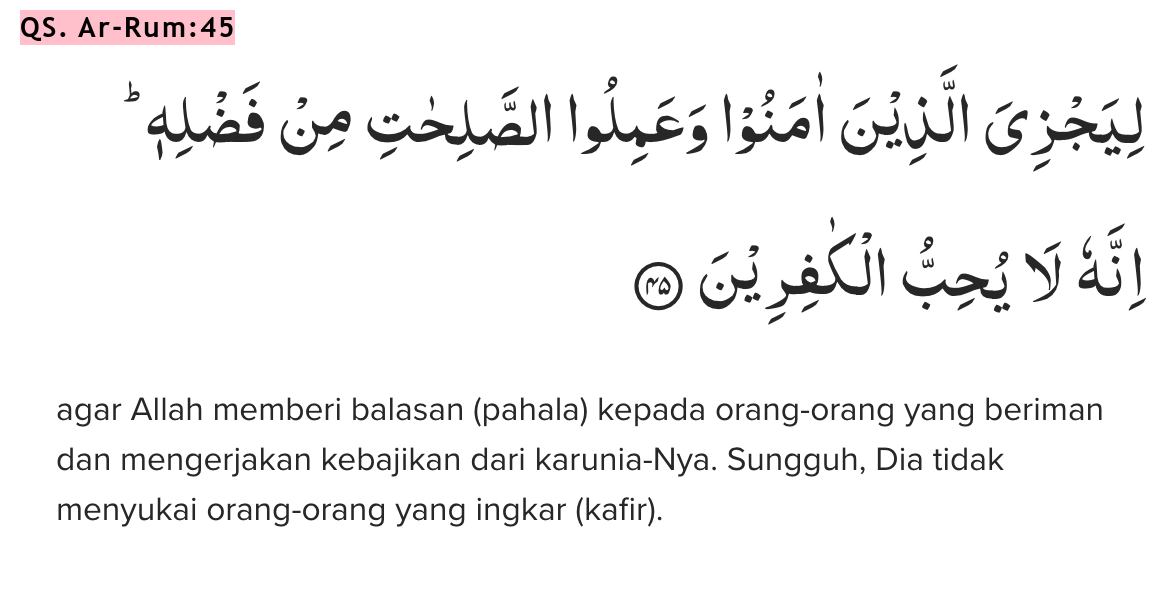 QS. Ar-Rum:45
لِيَجْزِيَ الَّذِيْنَ اٰمَنُوْا وَعَمِلُوا الصّٰلِحٰتِ مِنْ فَضْلِهٖۗ
اِنَّهٗ لَا يُحِبُّ الْكٰفِرِيْنَ ۴۵
agar Allah memberi balasan (pahala) kepada orang-orang yang beriman
dan mengerjakan kebajikan dari karunia-Nya. Sungguh, Dia tidak
menyukai orang-orang yang ingkar (kafir).